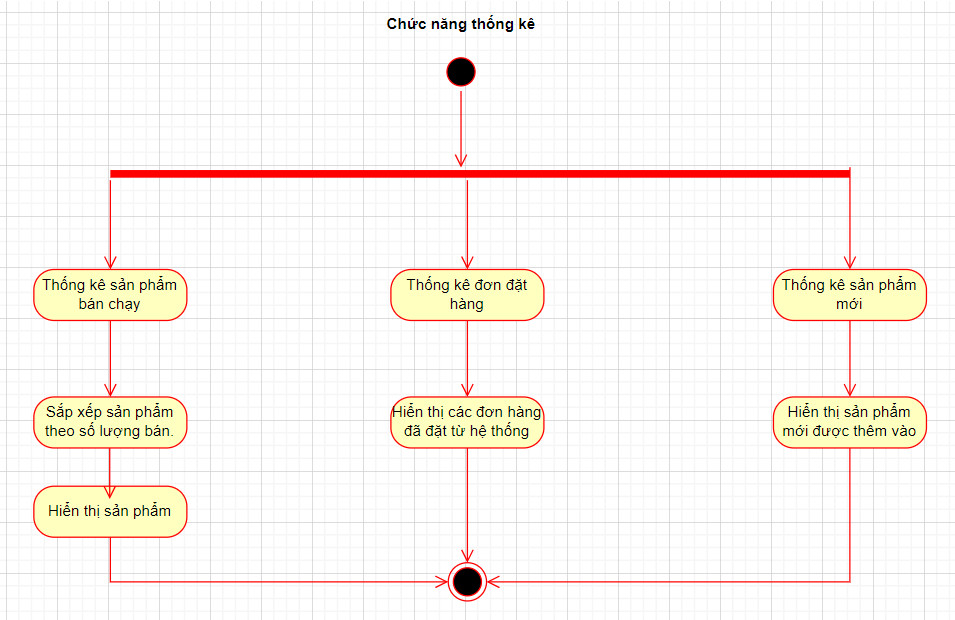 Chức năng thống kê
Thống kê sản phẩm
bán chạy
Thống kê đơn đặt
hàng
Thống kê sản phẩm
mới
Sắp xếp sản phẩm
theo số lượng bán.
Hiển thị các đơn hàng
đã đặt từ hệ thống
Hiển thị sản phẩm
mới được thêm vào
Hiển thị sản phẩm